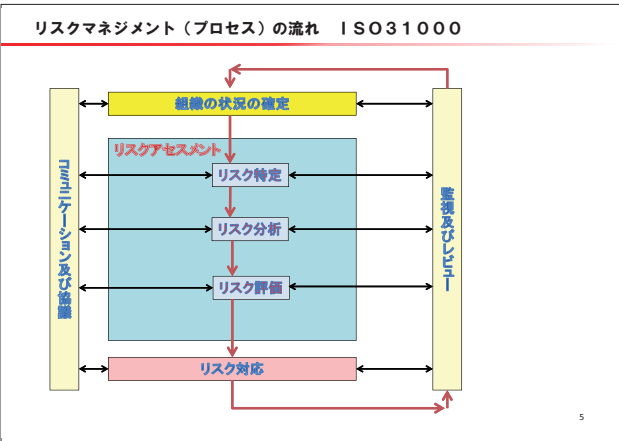 リスクマネジメント（プロセス）の流れ　ＩＳＯ３１０００
組織の状況の確定
リスクアセスメント
リスク特定
リスク分析
リスク評価
リスク対応
コミュニケーション及び協議
監視及びレビュー
5